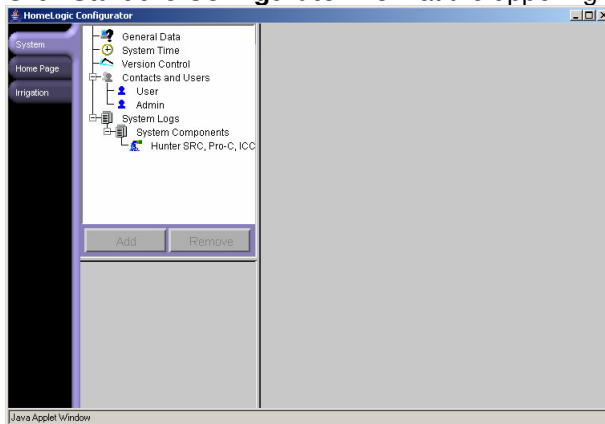 HomeLogic Configurator
System
Home Page
Irrigation
General Data
System Time
Version Control
Contacts and Users
User
Admin
System Logs
System Components
Hunter SRC, Pro-C, ICC
Add
Remove
Java Applet Window